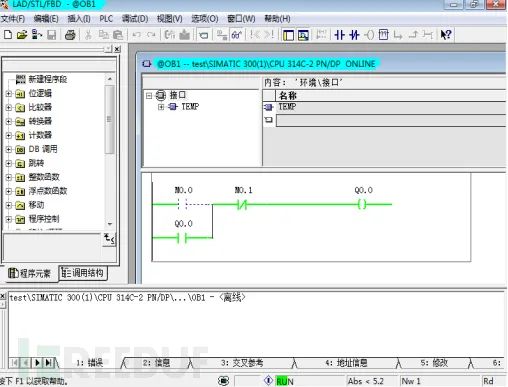 LAD/STL/FBD - @OB1
文件(F) 编辑(E) 插入(I) PLC 调试(D) 视图(V) 选项(O) 窗口(W) 帮助(H)
@OB1 -- test\SIMATIC 300(1)\CPU 314C-2 PN/DP ONLINE
内容: '环境\接口'
接口
TEMP
名称
TEMP
新建程序段
位逻辑
比较器
转换器
计数器
DB 调用
跳转
整数函数
浮点数函数
移动
程序控制
M0.0 M0.1 Q0.0
Q0.0
程序元素 调用结构
test\SIMATIC 300(1)\CPU 314C-2 PN/DP\...\OB1 - <离线>
REEBUF
1: 错误 2: 信息 3: 交叉参考 4: 地址信息 5: 修改 6:
按下 F1 以获取帮助。 RUN Abs < 5.2 Nw 1 Rd